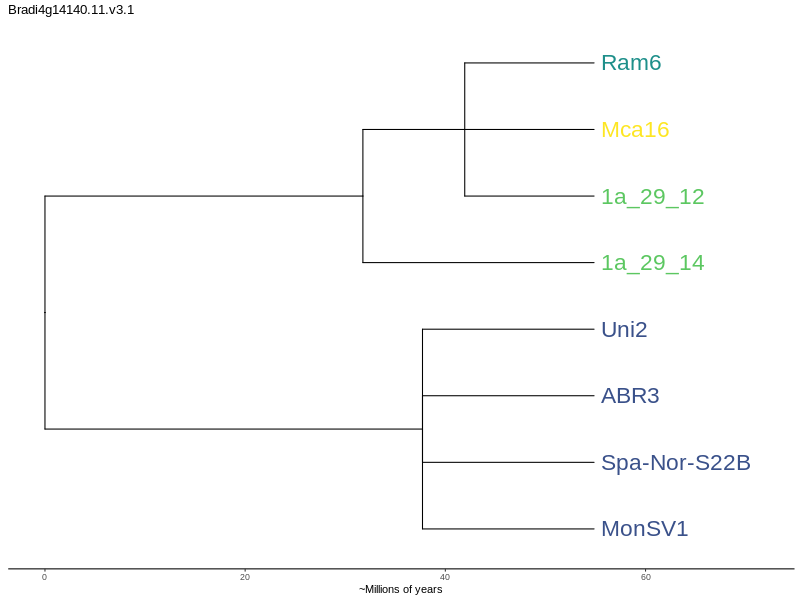 Bradi4g14140.11.v3.1
Ram6
Mca16
1a_29_12
1a_29_14
Uni2
ABR3
Spa-Nor-S22B
MonSV1
0 20 40 60
~Millions of years